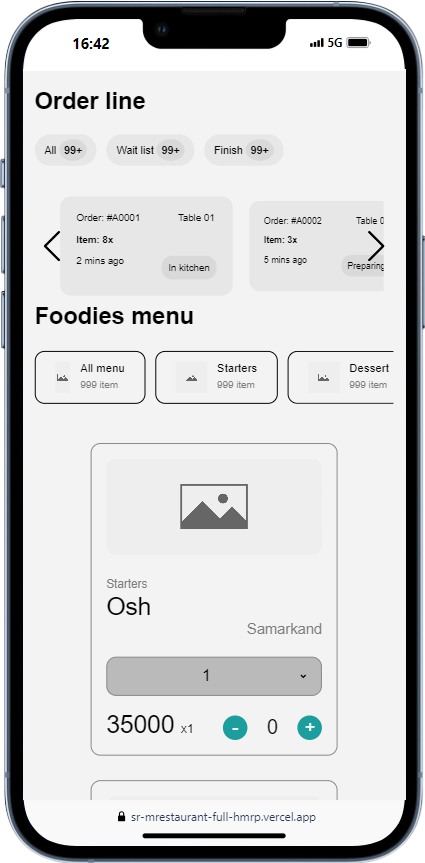 16:42
5G
Order line
All 99+
Wait list 99+
Finish 99+
Order: #A0001 Table 01
Item: 8x
2 mins ago
In kitchen
Order: #A0002 Table 0
Item: 3x
5 mins ago
Preparing
Foodies menu
All menu
999 item
Starters
999 item
Dessert
999 item
Starters
Osh
Samarkand
1
35000 x1
- 0 +
sr-mrestaurant-full-hmrp.vercel.app